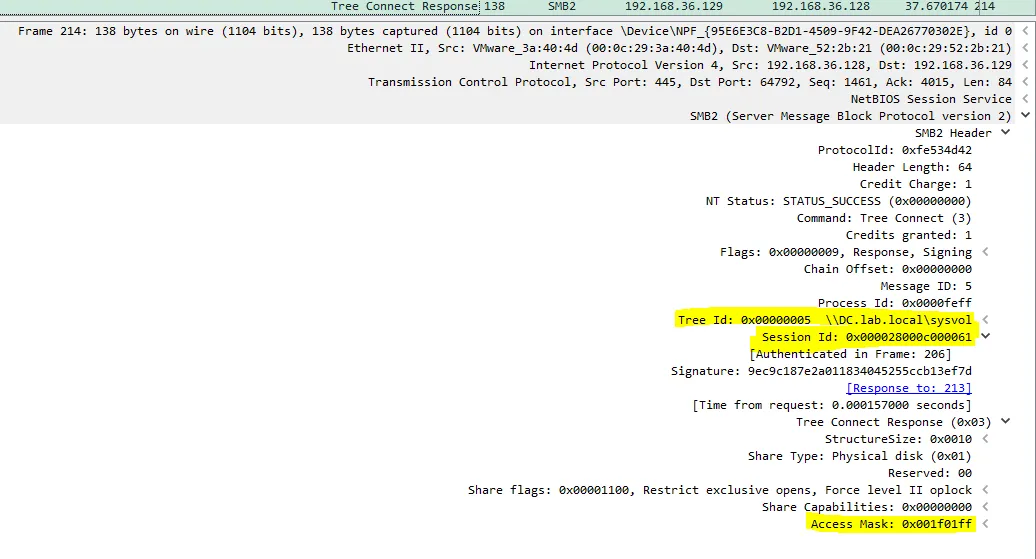 Tree Connect Response 138 SMB2 192.168.36.129 192.168.36.128 37.670174 214
Frame 214: 138 bytes on wire (1104 bits), 138 bytes captured (1104 bits) on interface \Device\NPF_{95E6E3C8-B2D1-4509-9F42-DEA26770302E}, id 0
Ethernet II, Src: VMware_3a:40:4d (00:0c:29:3a:40:4d), Dst: VMware_52:2b:21 (00:0c:29:52:2b:21)
Internet Protocol Version 4, Src: 192.168.36.128, Dst: 192.168.36.129
Transmission Control Protocol, Src Port: 445, Dst Port: 64792, Seq: 1461, Ack: 4015, Len: 84
NetBIOS Session Service
SMB2 (Server Message Block Protocol version 2)
SMB2 Header
ProtocolId: 0xfe534d42
Header Length: 64
Credit Charge: 1
NT Status: STATUS_SUCCESS (0x00000000)
Command: Tree Connect (3)
Credits granted: 1
Flags: 0x00000009, Response, Signing
Chain Offset: 0x00000000
Message ID: 5
Process Id: 0x0000feff
Tree Id: 0x00000005 \\DC.lab.local\sysvol
Session Id: 0x000028000c000061
[Authenticated in Frame: 206]
Signature: 9ec9c187e2a011834045255ccb13ef7d
[Response to: 213]
[Time from request: 0.000157000 seconds]
Tree Connect Response (0x03)
StructureSize: 0x0010
Share Type: Physical disk (0x01)
Reserved: 00
Share flags: 0x00001100, Restrict exclusive opens, Force level II oplock
Share Capabilities: 0x00000000
Access Mask: 0x001f01ff